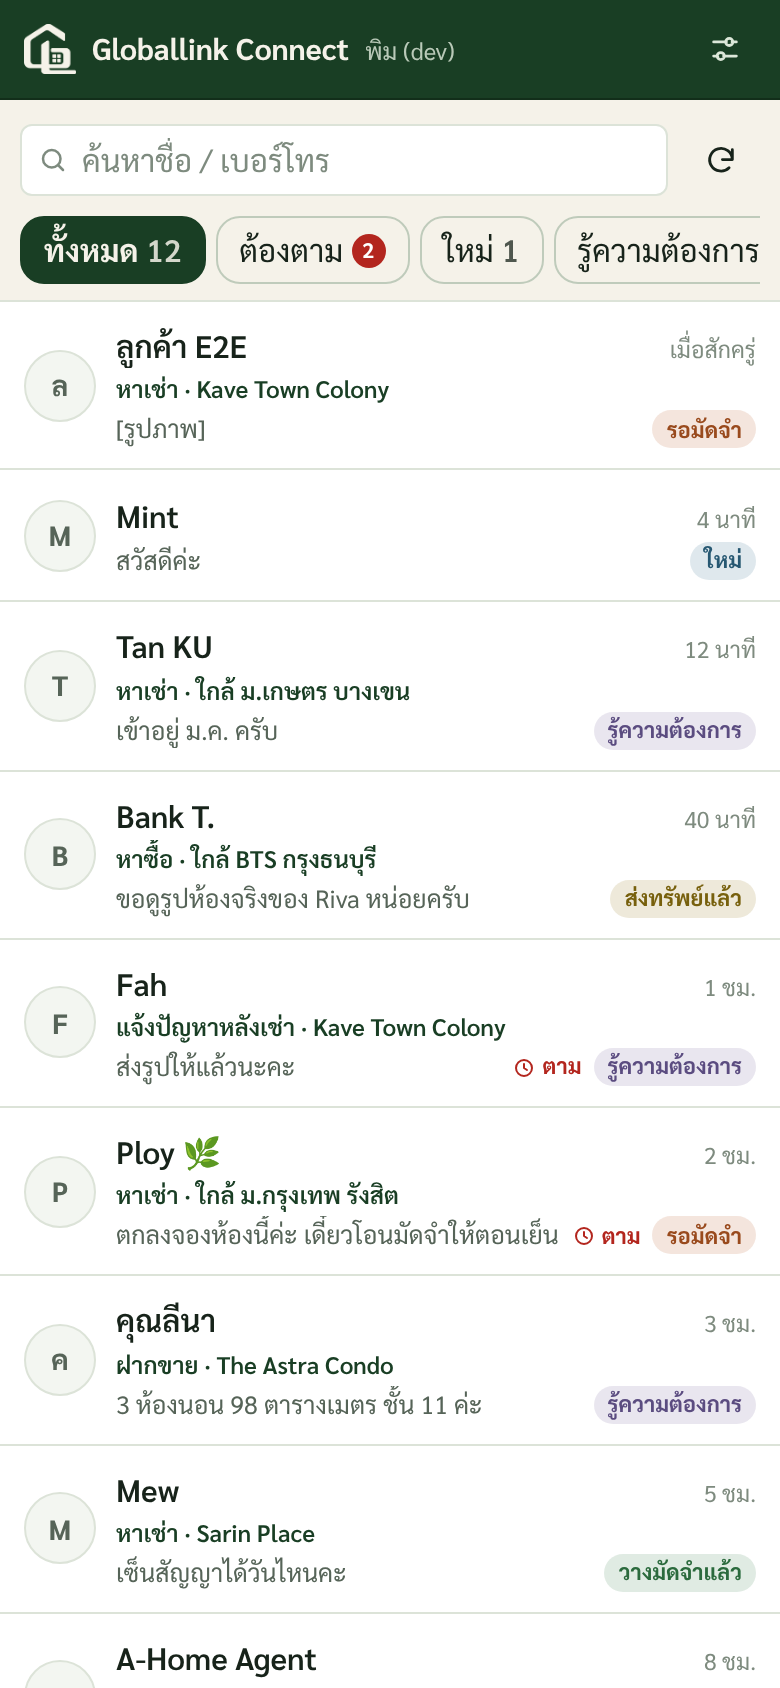 Globallink Connect พิม (dev)
ค้นหาชื่อ / เบอร์โทร
ทั้งหมด 12 ต้องตาม 2 ใหม่ 1 รู้ความต้องการ
ล ลูกค้า E2E เมื่อสักครู่
หาเช่า · Kave Town Colony
[รูปภาพ] รอมัดจำ
M Mint 4 นาที
สวัสดีค่ะ ใหม่
T Tan KU 12 นาที
หาเช่า · ใกล้ ม.เกษตร บางเขน
เข้าอยู่ ม.ค. ครับ รู้ความต้องการ
B Bank T. 40 นาที
หาซื้อ · ใกล้ BTS กรุงธนบุรี
ขอดูรูปห้องจริงของ Riva หน่อยครับ ส่งทรัพย์แล้ว
F Fah 1 ชม.
แจ้งปัญหาหลังเช่า · Kave Town Colony
ส่งรูปให้แล้วนะคะ ตาม รู้ความต้องการ
P Ploy 🌿 2 ชม.
หาเช่า · ใกล้ ม.กรุงเทพ รังสิต
ตกลงจองห้องนี้ค่ะ เดี๋ยวโอนมัดจำให้ตอนเย็น ตาม รอมัดจำ
ค คุณลีนา 3 ชม.
ฝากขาย · The Astra Condo
3 ห้องนอน 98 ตารางเมตร ชั้น 11 ค่ะ รู้ความต้องการ
M Mew 5 ชม.
หาเช่า · Sarin Place
เซ็นสัญญาได้วันไหนคะ วางมัดจำแล้ว
A-Home Agent 8 ชม.